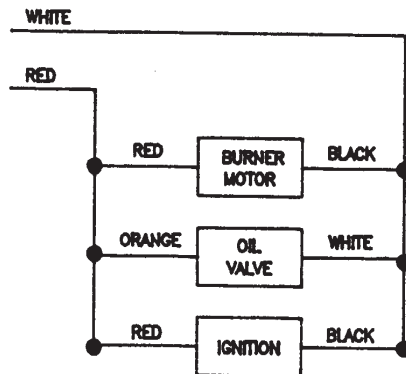 WHITE
RED
RED
BURNER
MOTOR
BLACK
ORANGE
OIL
VALVE
WHITE
RED
IGNITION
BLACK